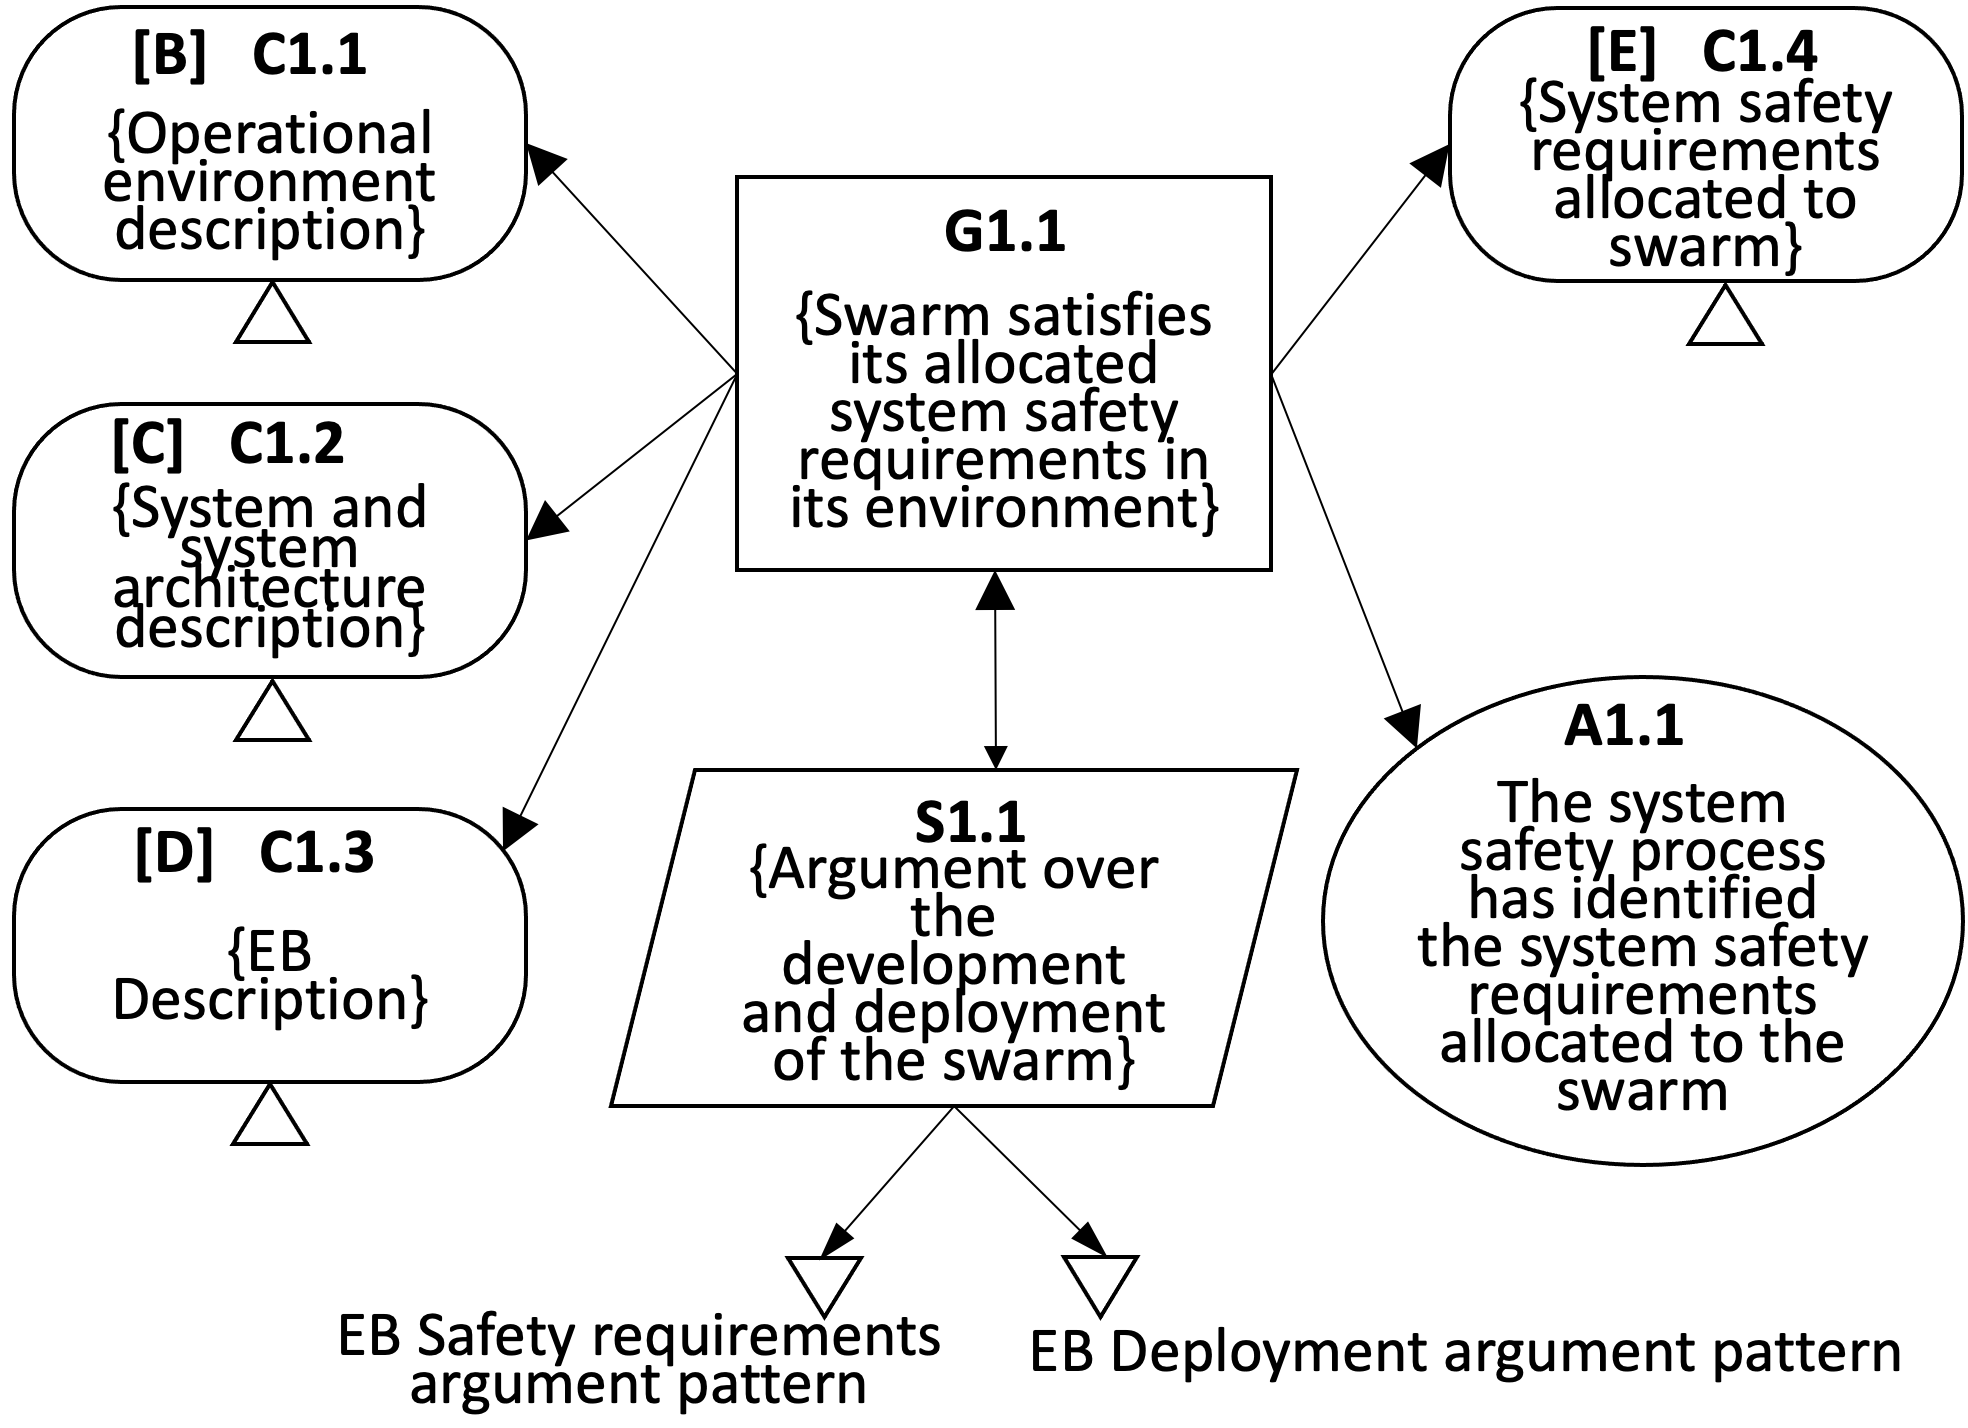 [B] C1.1
{Operational
environment
description}
[E] C1.4
{System safety
requirements
allocated to
swarm}
G1.1
{Swarm satisfies
its allocated
system safety
requirements in
its environment}
[C] C1.2
{System and
system
architecture
description}
[D] C1.3
{EB
Description}
S1.1
{Argument over
the
development
and deployment
of the swarm}
A1.1
The system
safety process
has identified
the system safety
requirements
allocated to the
swarm
EB Safety requirements
argument pattern
EB Deployment argument pattern